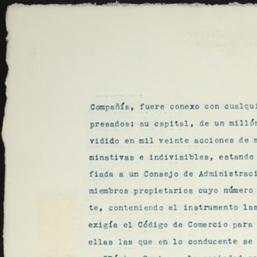 Compañía, fuere conexo con cualqui
presados; su capital, de un millón
vidido en mil veinte acciones de m
minativas e indivisibles, estando
fiada a un Consejo de Administraci
miembros propietarios cuyo número
te, conteniendo el instrumento las
exigía el Código de Comercio para
ellas las que en lo conducente se